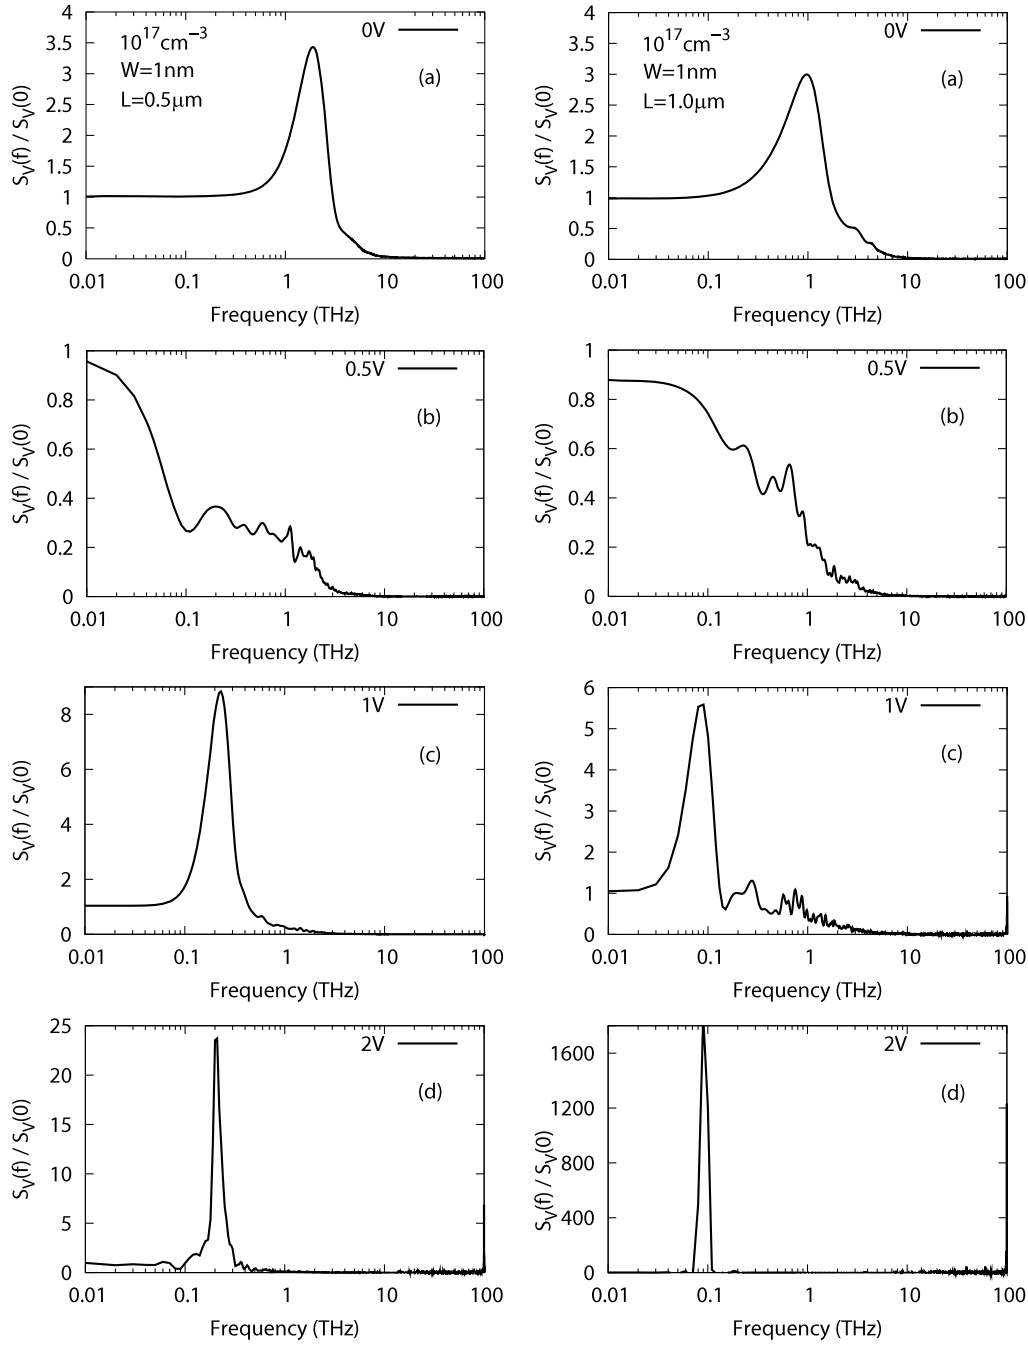 4
3.5
3
2.5
2
1.5
1
0.5
0
S_V(f) / S_V(0)
10^17cm^−3
W=1nm
L=0.5μm
0V
(a)
0.01 0.1 1 10 100
Frequency (THz)
4
3.5
3
2.5
2
1.5
1
0.5
0
S_V(f) / S_V(0)
10^17cm^−3
W=1nm
L=1.0μm
0V
(a)
0.01 0.1 1 10 100
Frequency (THz)
1
0.8
0.6
0.4
0.2
0
S_V(f) / S_V(0)
0.5V
(b)
0.01 0.1 1 10 100
Frequency (THz)
1
0.8
0.6
0.4
0.2
0
S_V(f) / S_V(0)
0.5V
(b)
0.01 0.1 1 10 100
Frequency (THz)
8
6
4
2
0
S_V(f) / S_V(0)
1V
(c)
0.01 0.1 1 10 100
Frequency (THz)
6
5
4
3
2
1
0
S_V(f) / S_V(0)
1V
(c)
0.01 0.1 1 10 100
Frequency (THz)
25
20
15
10
5
0
S_V(f) / S_V(0)
2V
(d)
0.01 0.1 1 10 100
Frequency (THz)
1600
1200
800
400
0
S_V(f) / S_V(0)
2V
(d)
0.01 0.1 1 10 100
Frequency (THz)